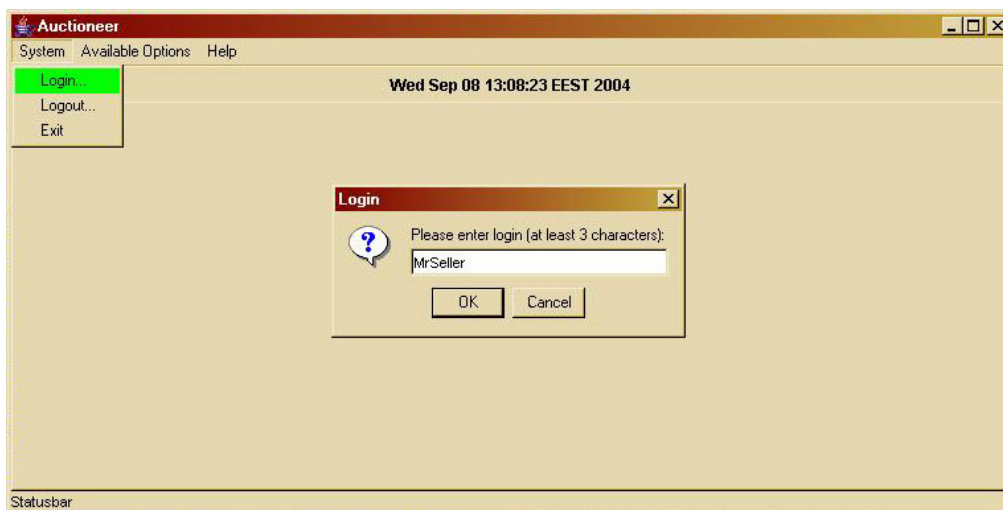 Auctioneer
System Available Options Help
Login...
Wed Sep 08 13:08:23 EEST 2004
Logout...
Exit
Login
?
Please enter login (at least 3 characters):
MrSeller
OK Cancel
Statusbar